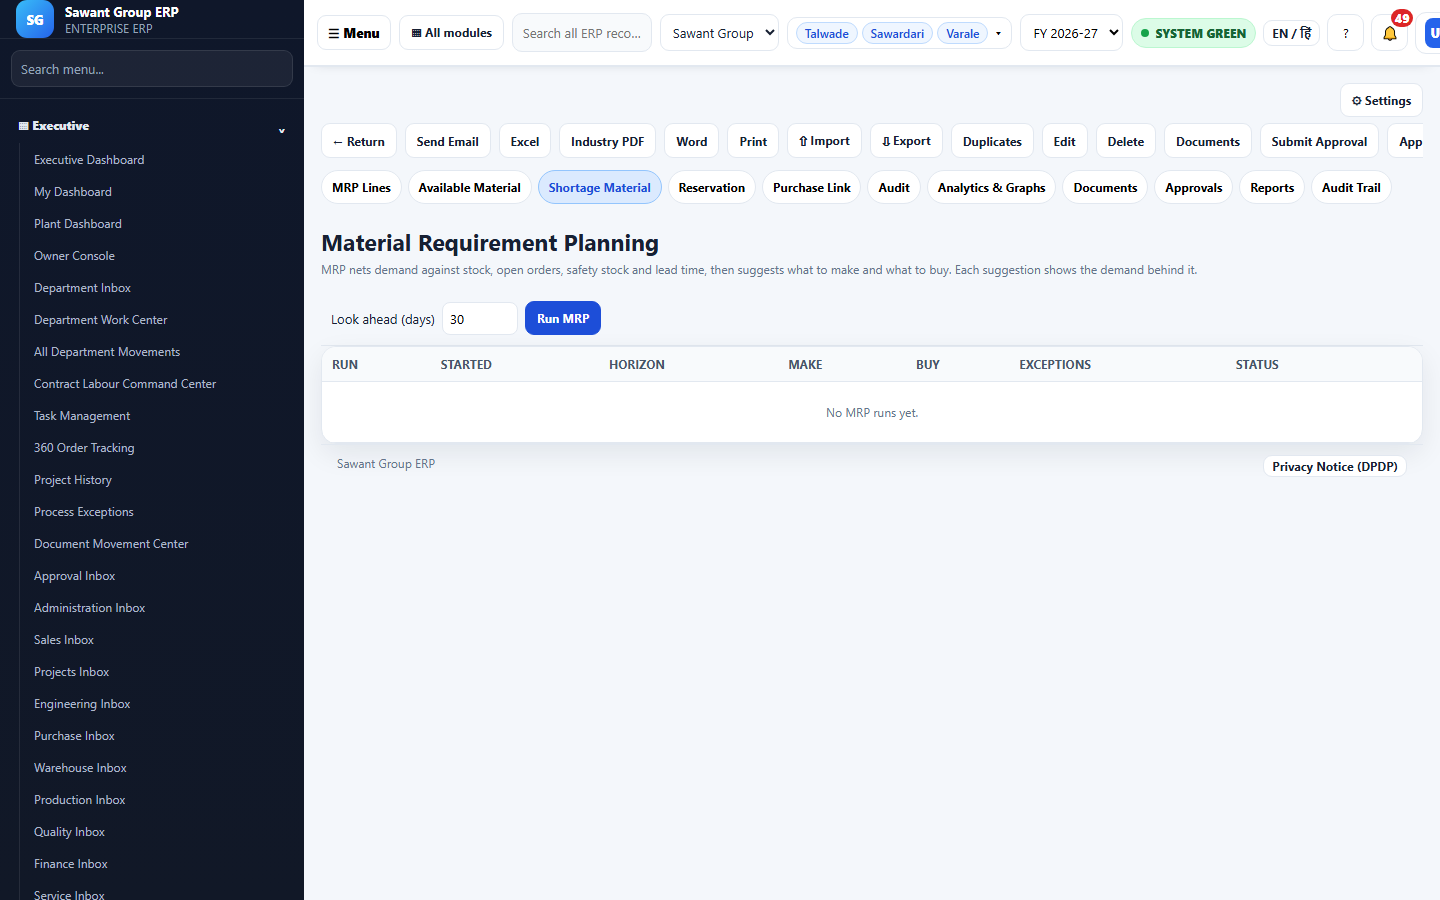 SG
Sawant Group ERP
ENTERPRISE ERP
☰ Menu
▦ All modules
Search all ERP reco...
Sawant Group
Talwade
Sawardari
Varale
FY 2026-27
SYSTEM GREEN
EN / हिं
?
49
U
Search menu...
⚙ Settings
▦ Executive
← Return
Send Email
Excel
Industry PDF
Word
Print
⇧ Import
⇩ Export
Duplicates
Edit
Delete
Documents
Submit Approval
App
MRP Lines
Available Material
Shortage Material
Reservation
Purchase Link
Audit
Analytics & Graphs
Documents
Approvals
Reports
Audit Trail
Executive Dashboard
My Dashboard
Plant Dashboard
Owner Console
Department Inbox
Department Work Center
All Department Movements
Contract Labour Command Center
Task Management
360 Order Tracking
Project History
Process Exceptions
Document Movement Center
Approval Inbox
Administration Inbox
Sales Inbox
Projects Inbox
Engineering Inbox
Purchase Inbox
Warehouse Inbox
Production Inbox
Quality Inbox
Finance Inbox
Service Inbox
Material Requirement Planning
MRP nets demand against stock, open orders, safety stock and lead time, then suggests what to make and what to buy. Each suggestion shows the demand behind it.
Look ahead (days)
30
Run MRP
RUN STARTED HORIZON MAKE BUY EXCEPTIONS STATUS
No MRP runs yet.
Sawant Group ERP
Privacy Notice (DPDP)